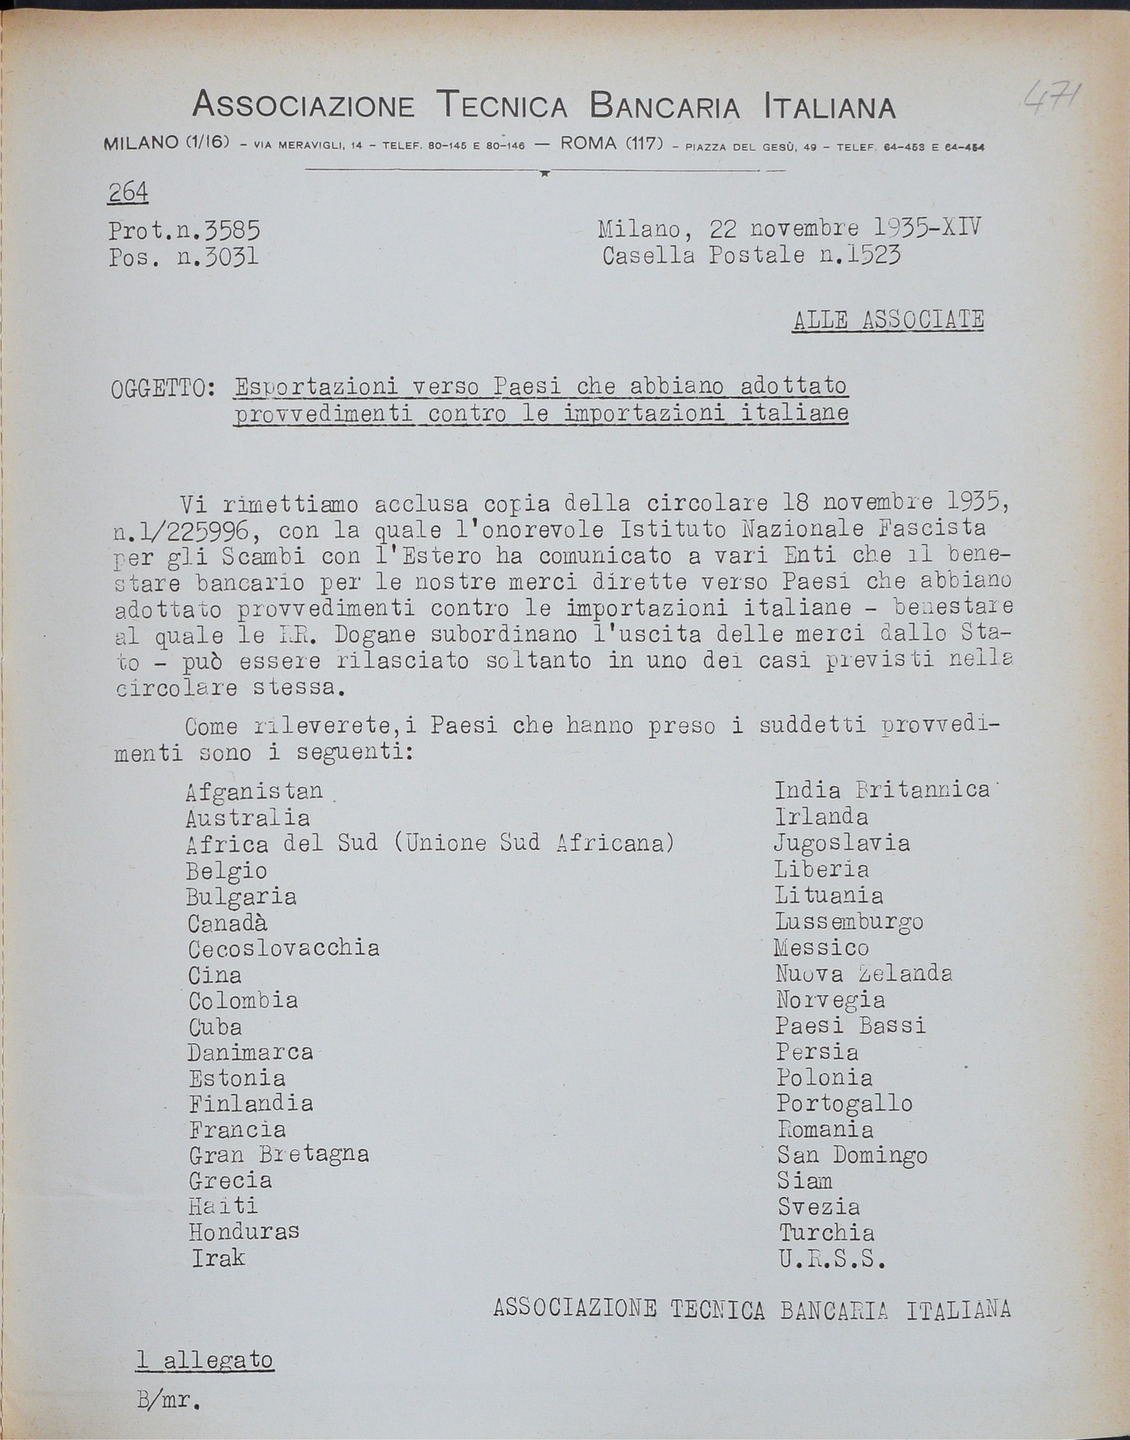 471
ASSOCIAZIONE TECNICA BANCARIA ITALIANA
MILANO (1/16) – VIA MERAVIGLI, 14 – TELEF. 80-145 E 80-146 — ROMA (117) – PIAZZA DEL GESÙ, 49 – TELEF. 64-453 E 64-454
264
Prot.n.3585
Pos. n.3031
Milano, 22 novembre 1935-XIV
Casella Postale n.1523
ALLE ASSOCIATE
OGGETTO: Esportazioni verso Paesi che abbiano adottato
provvedimenti contro le importazioni italiane
Vi rimettiamo acclusa copia della circolare 18 novembre 1935,
n.1/225996, con la quale l'onorevole Istituto Nazionale Fascista
per gli Scambi con l'Estero ha comunicato a vari Enti che il bene-
stare bancario per le nostre merci dirette verso Paesi che abbiano
adottato provvedimenti contro le importazioni italiane - benestare
al quale le RR. Dogane subordinano l'uscita delle merci dallo Sta-
to - può essere rilasciato soltanto in uno dei casi previsti nella
circolare stessa.
Come rileverete,i Paesi che hanno preso i suddetti provvedi-
menti sono i seguenti:
Afganistan
Australia
Africa del Sud (Unione Sud Africana)
Belgio
Bulgaria
Canadà
Cecoslovacchia
Cina
Colombia
Cuba
Danimarca
Estonia
Finlandia
Francia
Gran Bretagna
Grecia
Haiti
Honduras
Irak
India Britannica
Irlanda
Jugoslavia
Liberia
Lituania
Lussemburgo
Messico
Nuova Zelanda
Norvegia
Paesi Bassi
Persia
Polonia
Portogallo
Romania
San Domingo
Siam
Svezia
Turchia
U.R.S.S.
ASSOCIAZIONE TECNICA BANCARIA ITALIANA
1 allegato
B/mr.